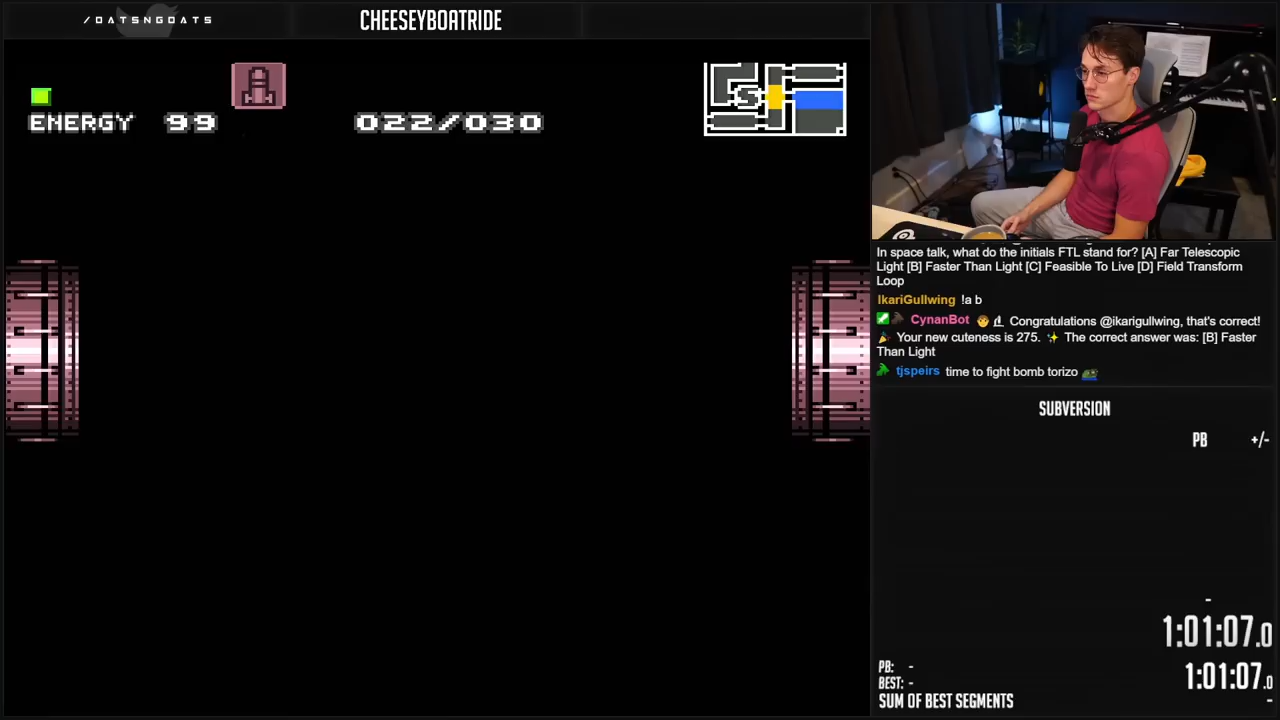 /OATSNGOATS
CHEESEYBOATRIDE
ENERGY 99
022/030
S
In space talk, what do the initials FTL stand for? [A] Far Telescopic
Light [B] Faster Than Light [C] Feasible To Live [D] Field Transform
Loop
IkariGullwing !a b
CynanBot Congratulations @ikarigullwing, that's correct!
Your new cuteness is 275. The correct answer was: [B] Faster
Than Light
tjspeirs time to fight bomb torizo
SUBVERSION
PB +/-
-
1:01:07.0
PB: -
1:01:07.0
BEST: -
SUM OF BEST SEGMENTS -